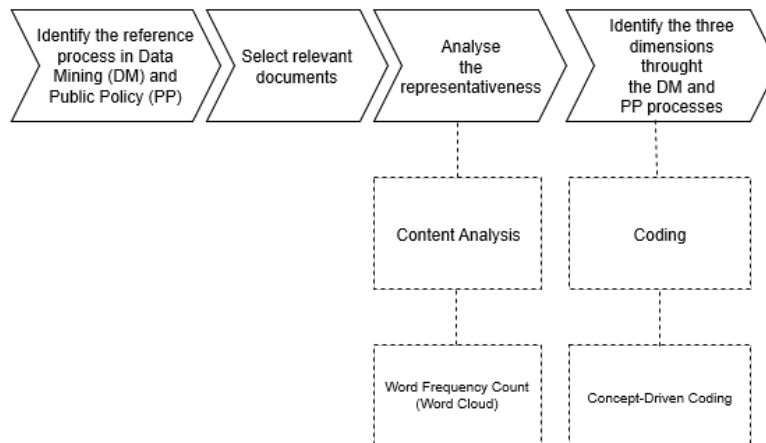 Identify the reference
process in Data
Mining (DM) and
Public Policy (PP)
Select relevant
documents
Analyse
the
representativeness
Identify the three
dimensions
throught
the DM and
PP processes
Content Analysis
Coding
Word Frequency Count
(Word Cloud)
Concept-Driven Coding